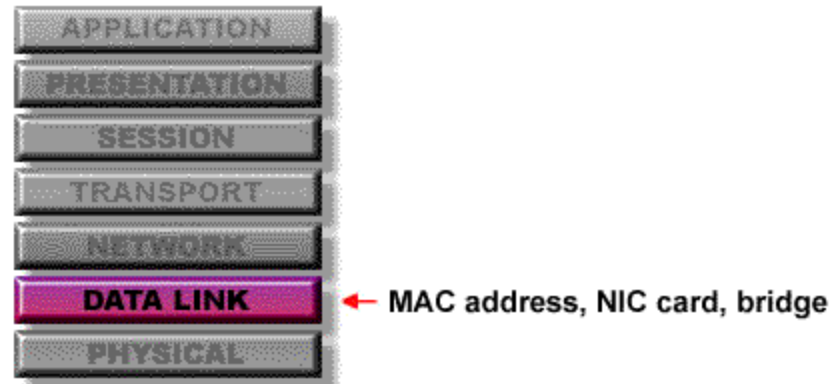 APPLICATION
PRESENTATION
SESSION
TRANSPORT
NETWORK
DATA LINK
MAC address, NIC card, bridge
PHYSICAL